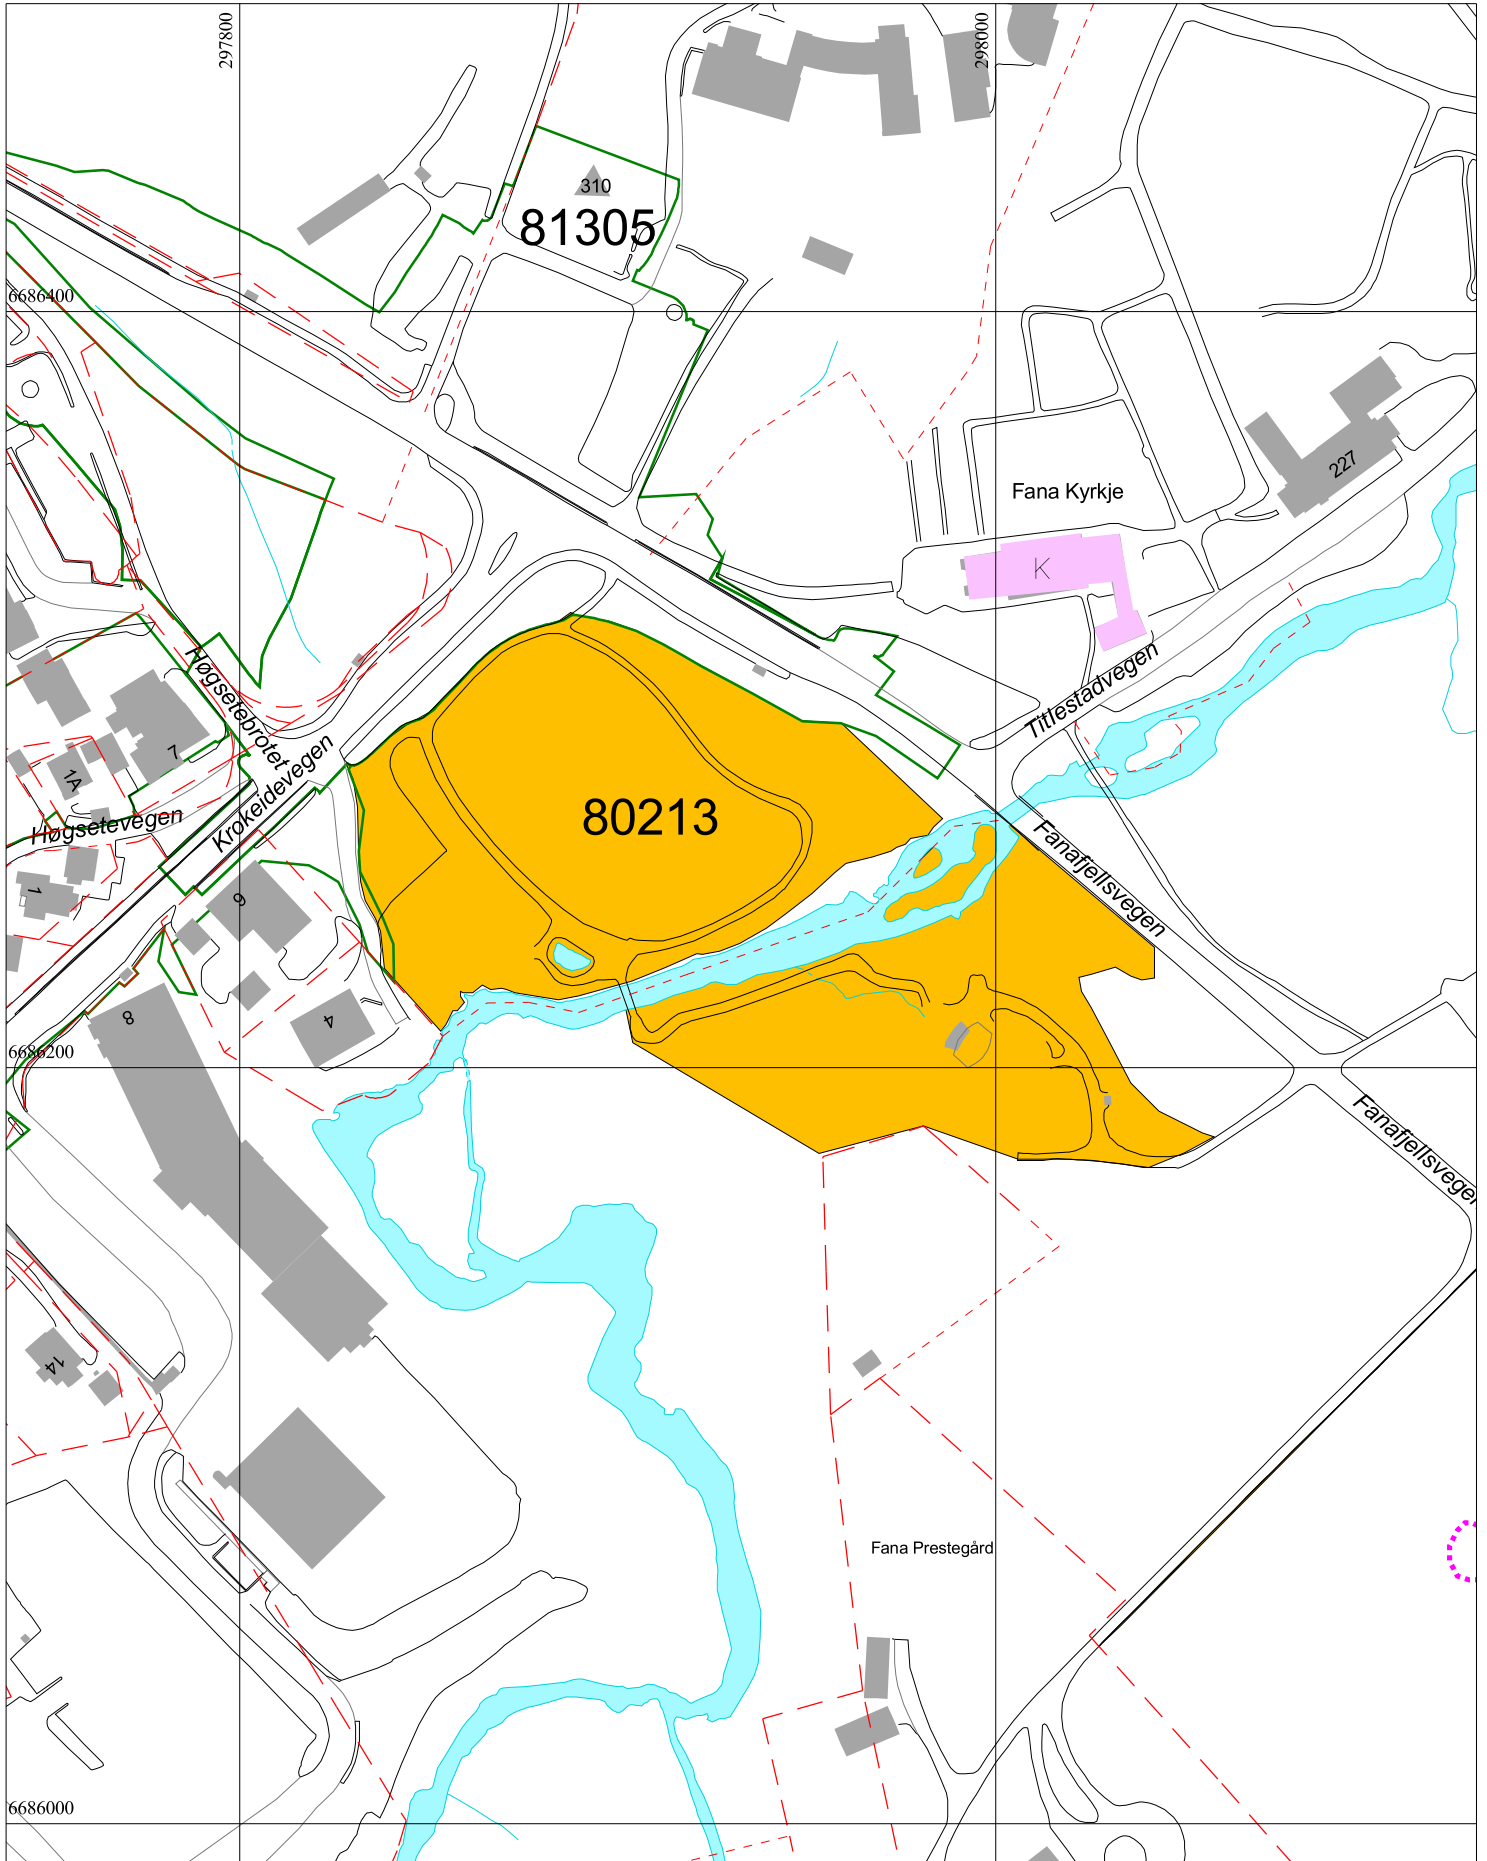 297800
298000
310
81305
6686400
227
Fana Kyrkje
K
Høgsetebrotet
Titlestadvegen
7
1A
Krokeidevegen
80213
Høgsetevegen
Fanafjellsvegen
1
6
8
4
6686200
Fanafjellsvegen
14
Fana Prestegård
6686000